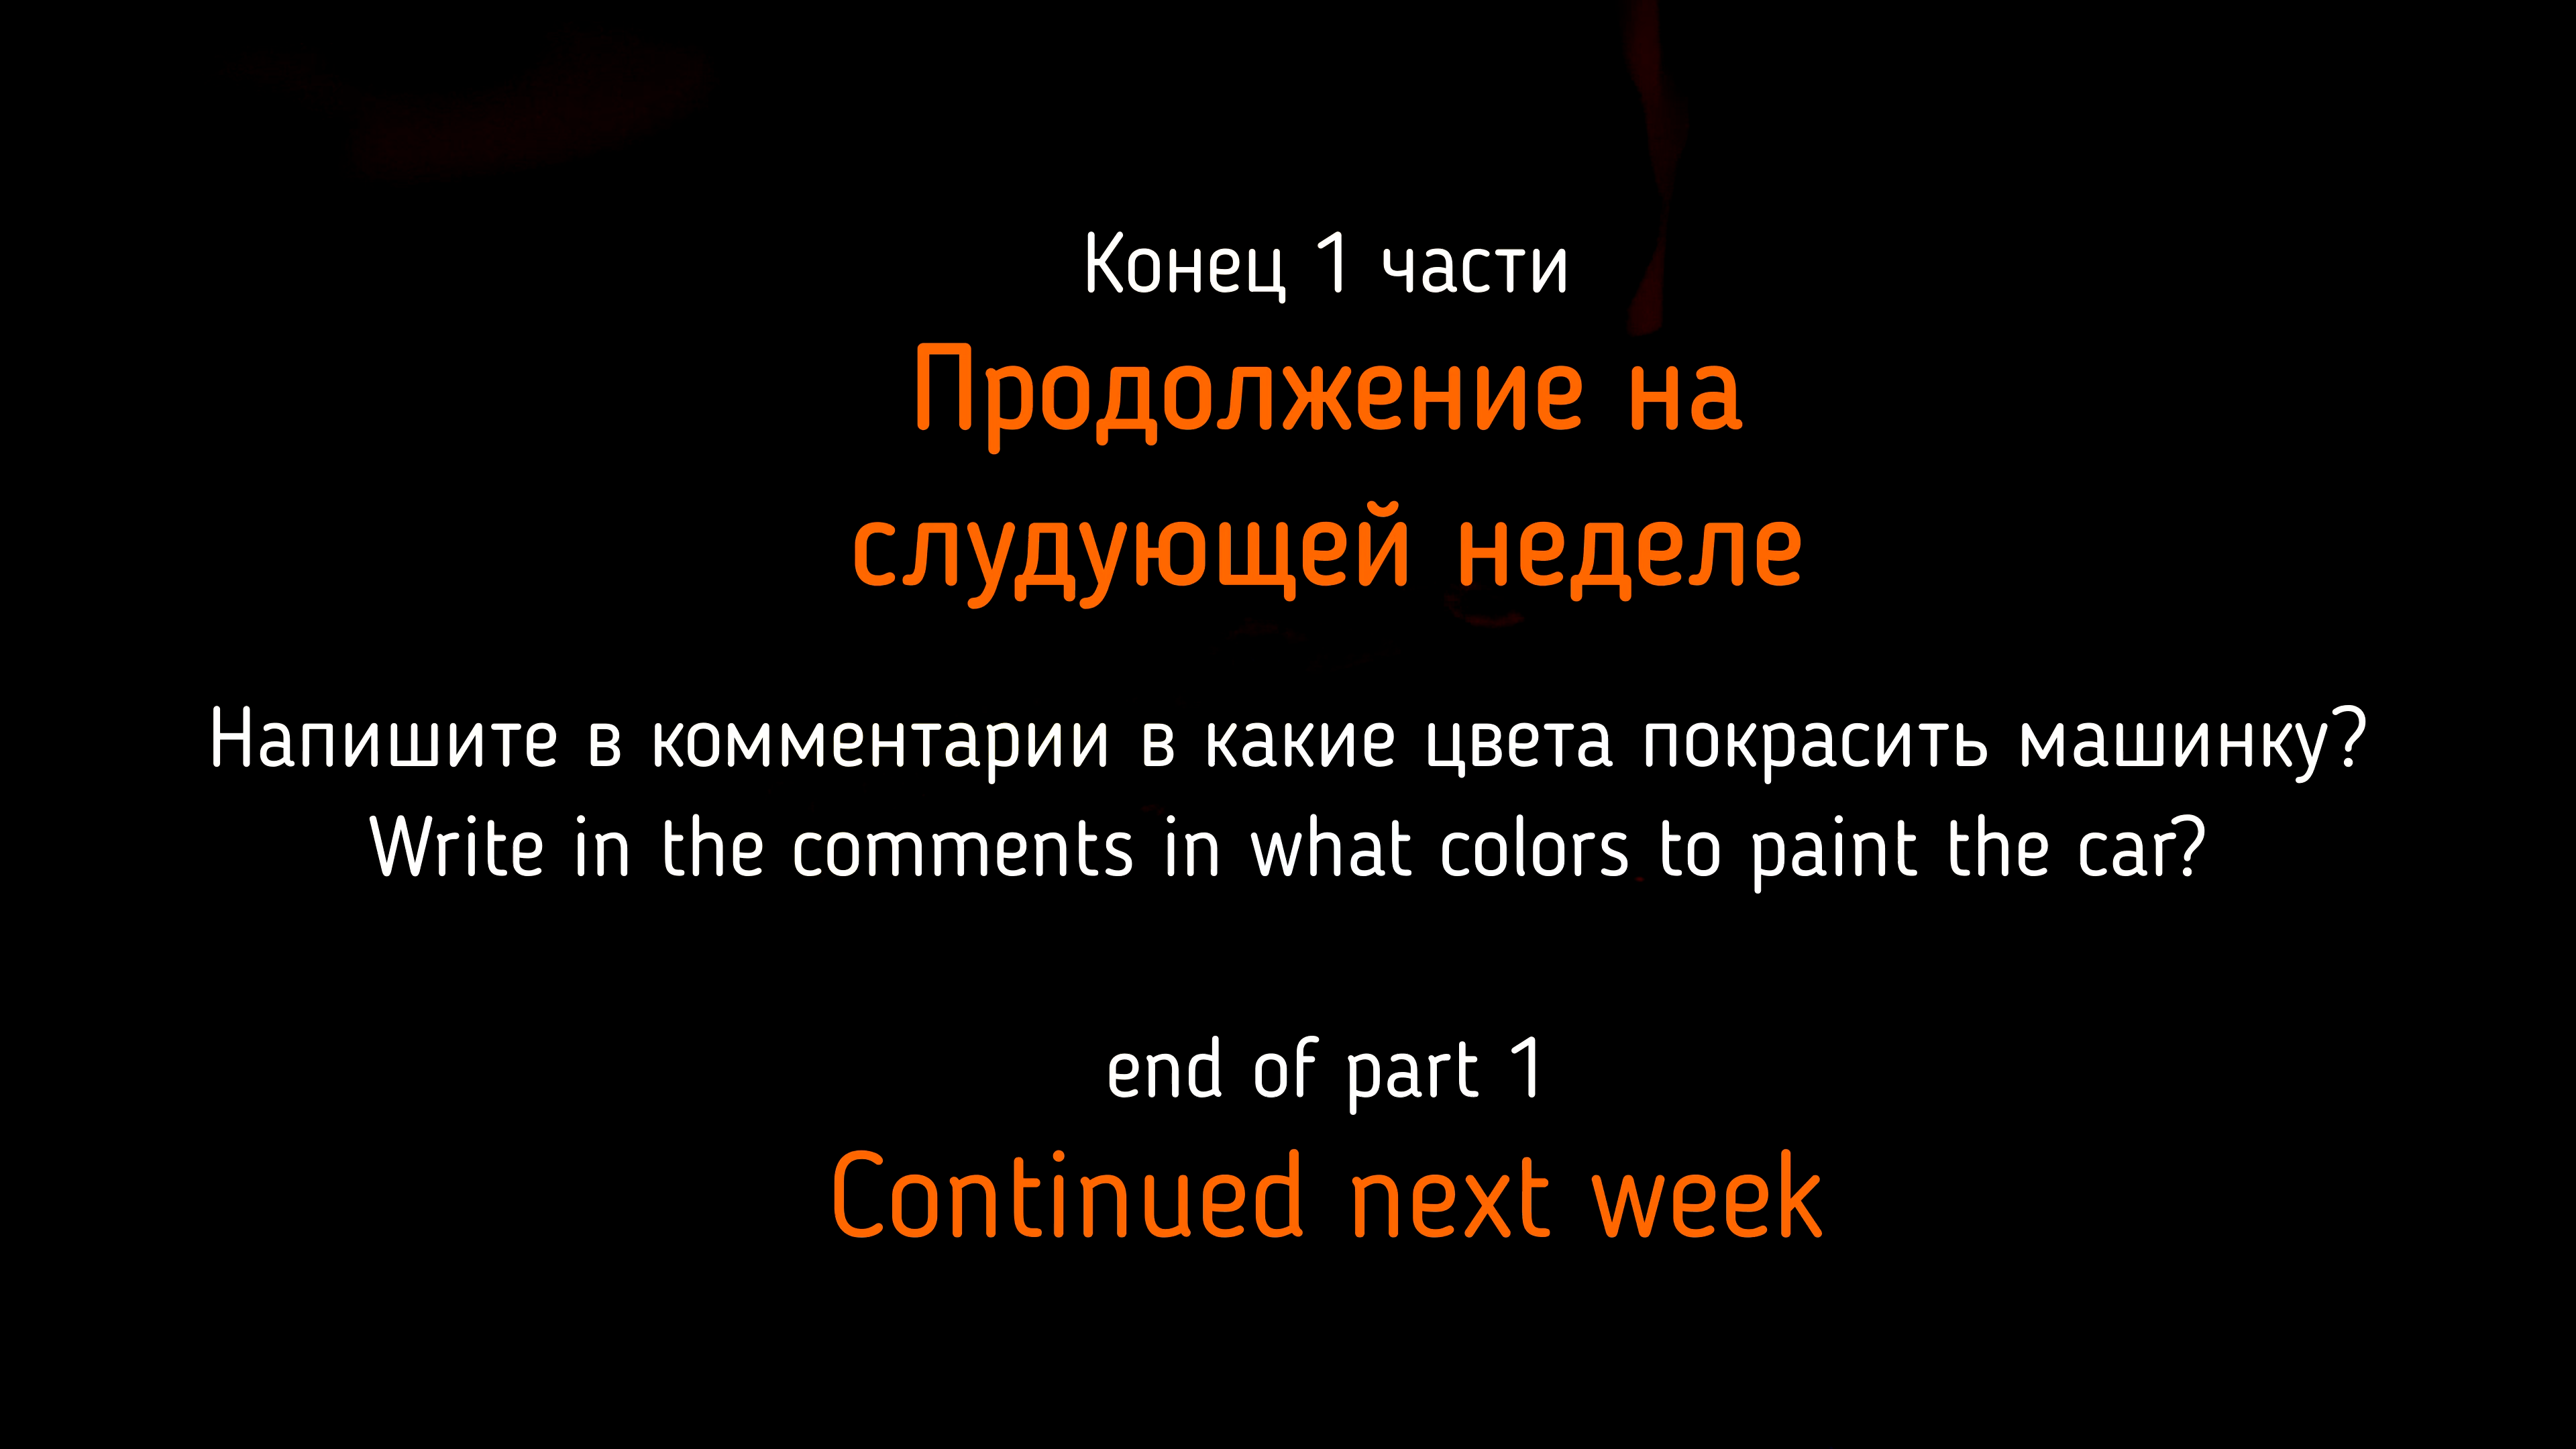 Конец 1 части
Продолжение на
слудующей неделе
Напишите в комментарии в какие цвета покрасить машинку?
Write in the comments in what colors to paint the car?
end of part 1
Continued next week